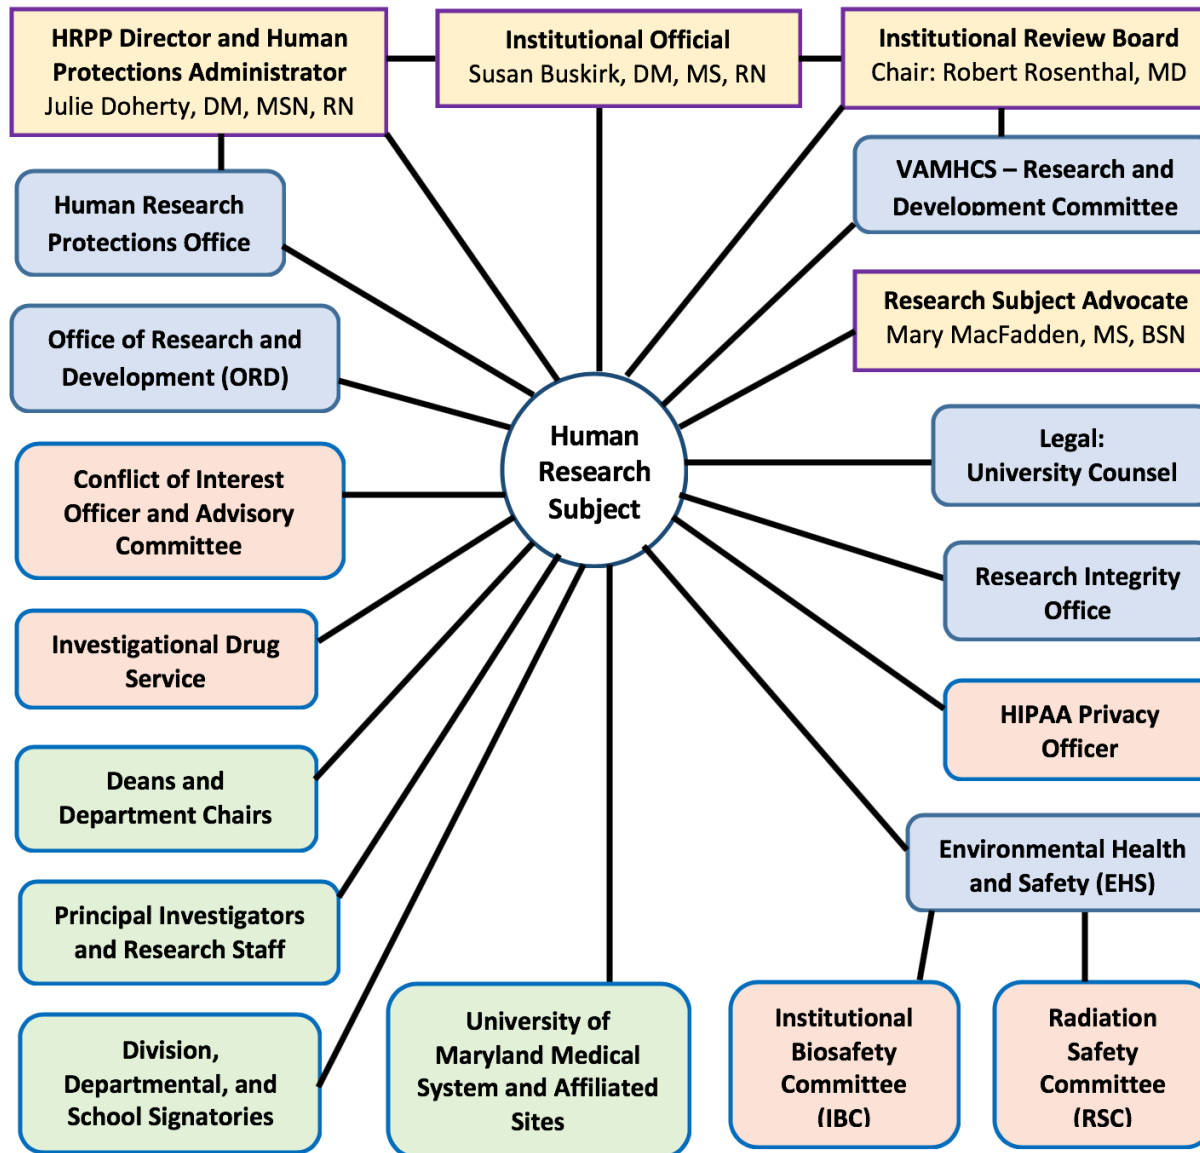 HRPP Director and Human
Protections Administrator
Julie Doherty, DM, MSN, RN
Institutional Official
Susan Buskirk, DM, MS, RN
Institutional Review Board
Chair: Robert Rosenthal, MD
Human Research
Protections Office
VAMHCS – Research and
Development Committee
Research Subject Advocate
Mary MacFadden, MS, BSN
Office of Research and
Development (ORD)
Human
Research
Subject
Legal:
University Counsel
Conflict of Interest
Officer and Advisory
Committee
Research Integrity
Office
Investigational Drug
Service
HIPAA Privacy
Officer
Deans and
Department Chairs
Environmental Health
and Safety (EHS)
Principal Investigators
and Research Staff
Division,
Departmental, and
School Signatories
University of
Maryland Medical
System and Affiliated
Sites
Institutional
Biosafety
Committee
(IBC)
Radiation
Safety
Committee
(RSC)